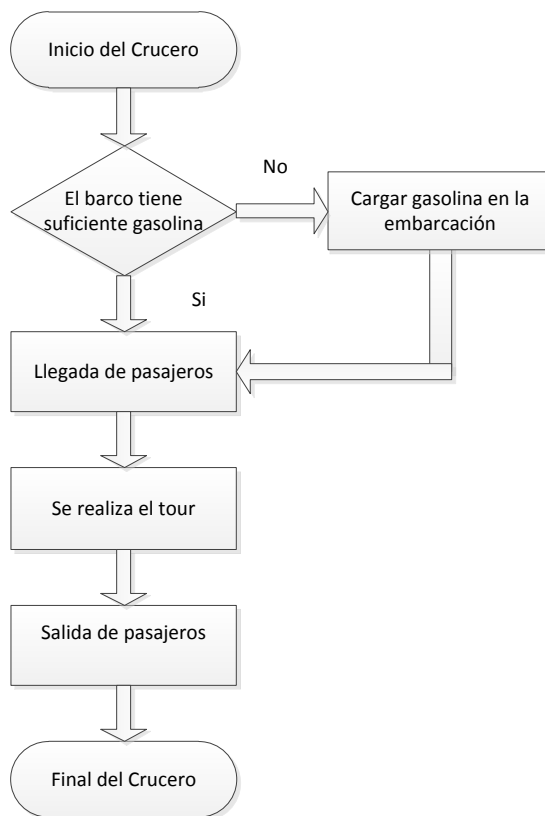 Inicio del Crucero
El barco tiene
suficiente gasolina
No
Cargar gasolina en la
embarcación
Si
Llegada de pasajeros
Se realiza el tour
Salida de pasajeros
Final del Crucero